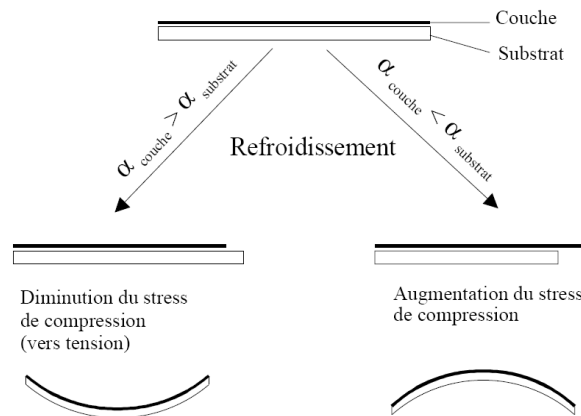 Couche
Substrat
α couche > α substrat
α couche < α substrat
Refroidissement
Diminution du stress
de compression
(vers tension)
Augmentation du stress
de compression